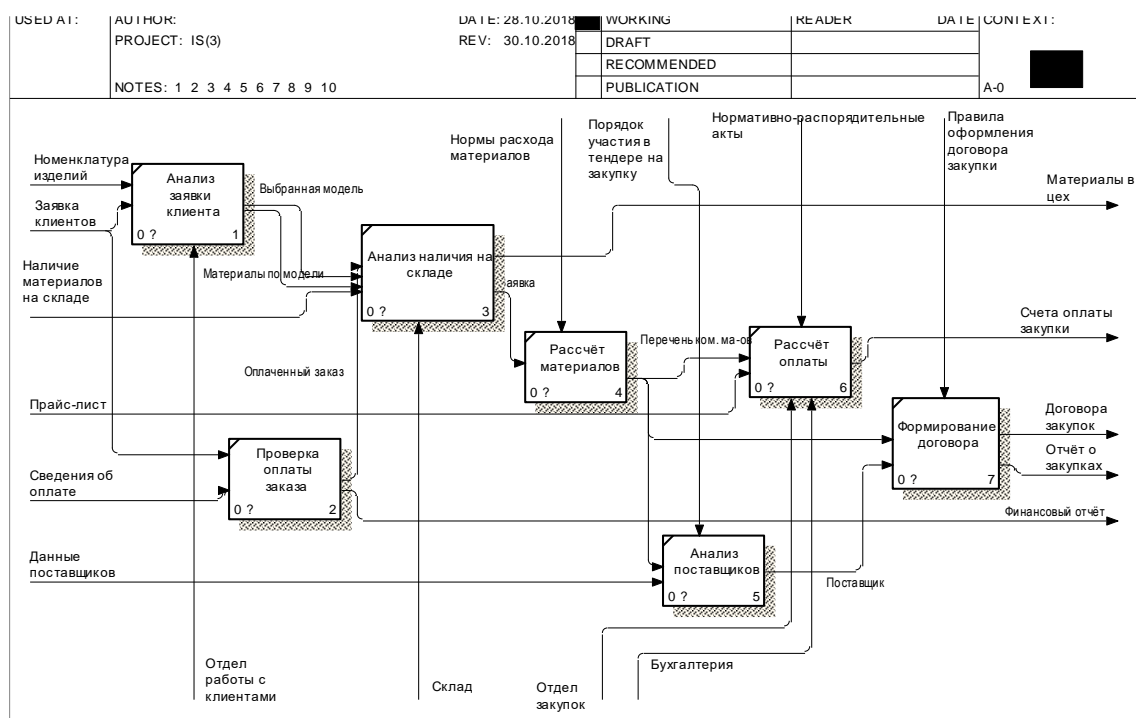 USED AT:
AUTHOR:
DATE: 28.10.2018
WORKING
READER
DATE
CONTEXT:
PROJECT: IS(3)
REV: 30.10.2018
DRAFT
RECOMMENDED
NOTES: 1 2 3 4 5 6 7 8 9 10
PUBLICATION
A-0
Нормы расхода
материалов
Порядок
участия в
тендере на
закупку
Нормативно-распорядительные
акты
Правила
оформления
договора
закупки
Номенклатура
изделий
Заявка
клиентов
Наличие
материалов
на складе
Анализ
заявки
клиента
0 ?
1
Выбранная модель
Материалы по модели
Материалы в
цех
Анализ наличия на
складе
0 ?
3
аявка
Счета оплаты
закупки
Рассчёт
материалов
0 ?
4
Перечень ком. ма-ов
Рассчёт
оплаты
0 ?
6
Оплаченный заказ
Прайс-лист
Формирование
договора
0 ?
7
Договора
закупок
Отчёт о
закупках
Проверка
оплаты
заказа
0 ?
2
Сведения об
оплате
Финансовый отчёт
Данные
поставщиков
Анализ
поставщиков
0 ?
5
Поставщик
Отдел
работы с
клиентами
Склад
Отдел
закупок
Бухгалтерия